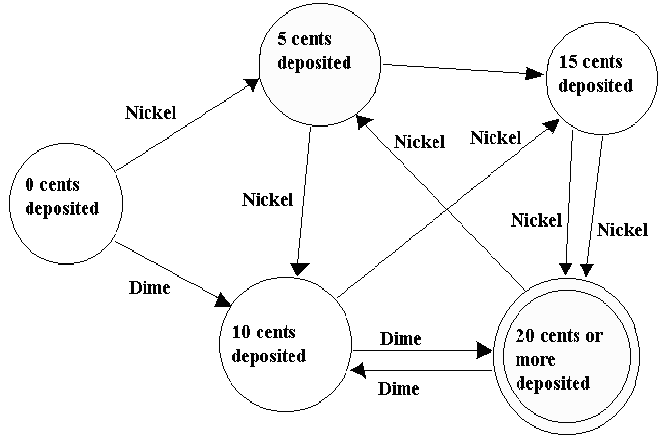 5 cents
deposited
15 cents
deposited
Nickel
Nickel
Nickel
0 cents
deposited
Nickel
Nickel
Nickel
Dime
10 cents
deposited
Dime
Dime
20 cents or
more
deposited